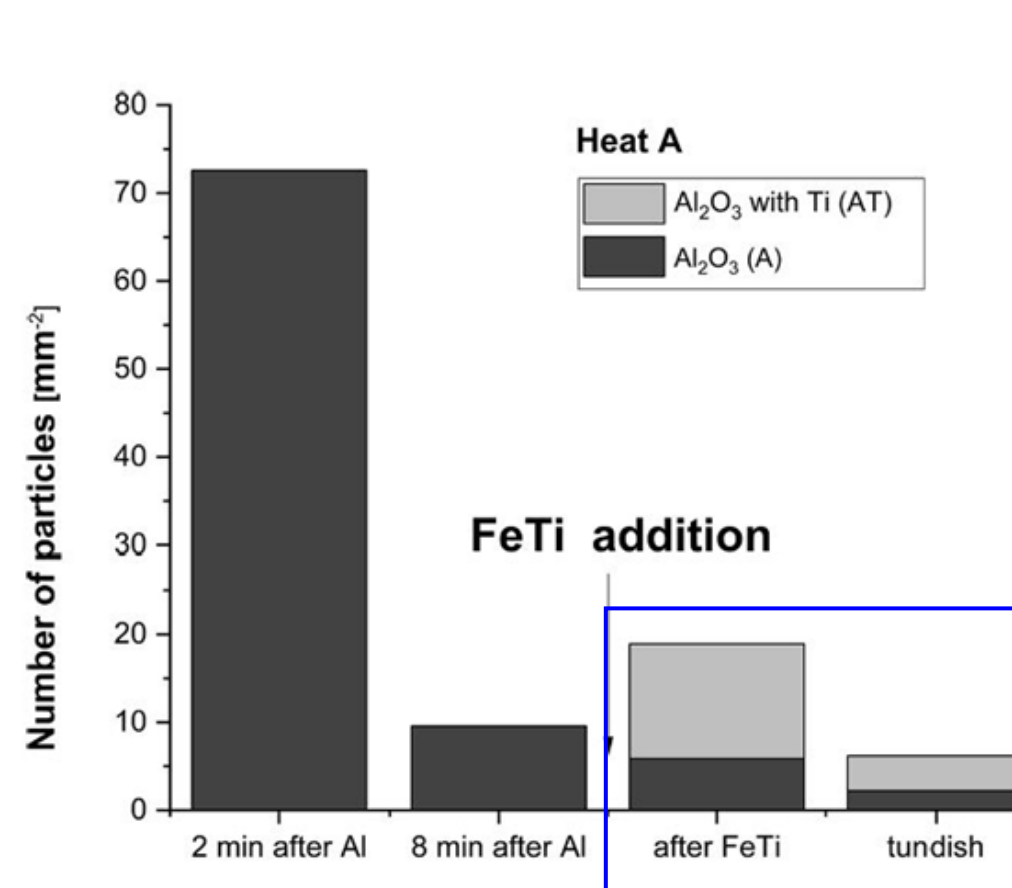 80
70
60
50
40
30
20
10
0
Number of particles [mm⁻²]
Heat A
Al₂O₃ with Ti (AT)
Al₂O₃ (A)
FeTi addition
2 min after Al
8 min after Al
after FeTi
tundish